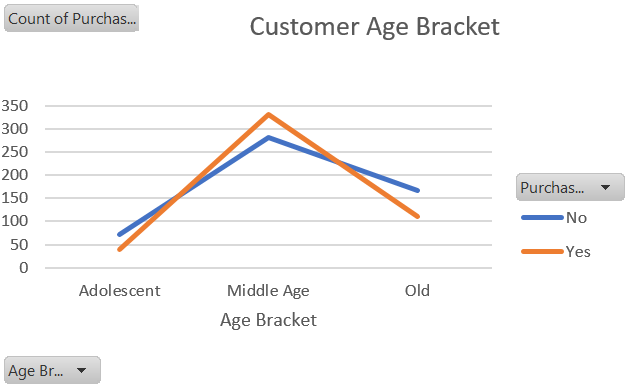 Count of Purchas...
Customer Age Bracket
350
300
250
200
150
100
50
0
Adolescent Middle Age Old
Age Bracket
Purchas...
No
Yes
Age Br...